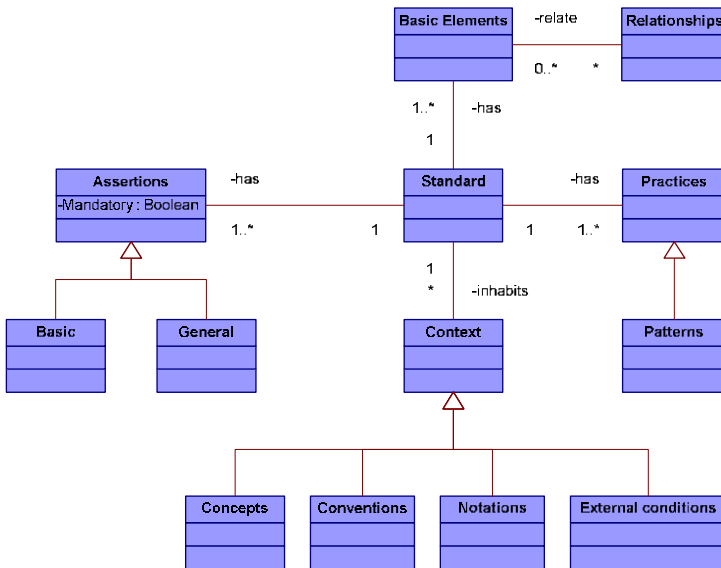 Basic Elements
-relate
Relationships
0..*
*
1..*
-has
1
Assertions
-Mandatory : Boolean
-has
Standard
-has
Practices
1..*
1
1
1..*
1
*
-inhabits
Basic
General
Context
Patterns
Concepts
Conventions
Notations
External conditions